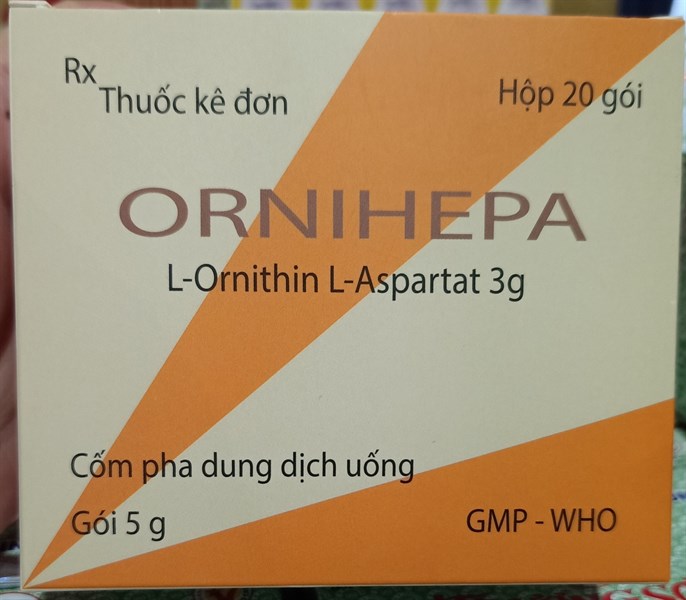 Rx
Thuốc kê đơn
Hộp 20 gói
ORNIHEPA
L-Ornithin L-Aspartat 3g
Cốm pha dung dịch uống
Gói 5 g
GMP - WHO